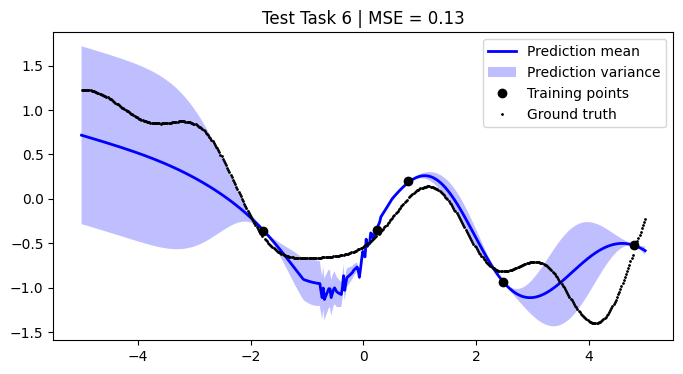 Test Task 6 | MSE = 0.13
Prediction mean
Prediction variance
Training points
Ground truth
1.5
1.0
0.5
0.0
−0.5
−1.0
−1.5
−4
−2
0
2
4